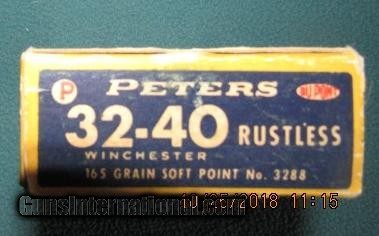 P PETERS DU PONT
32-40 RUSTLESS
WINCHESTER
165 GRAIN SOFT POINT No. 3288
GunsInternational.com 10/25/2018 11:15